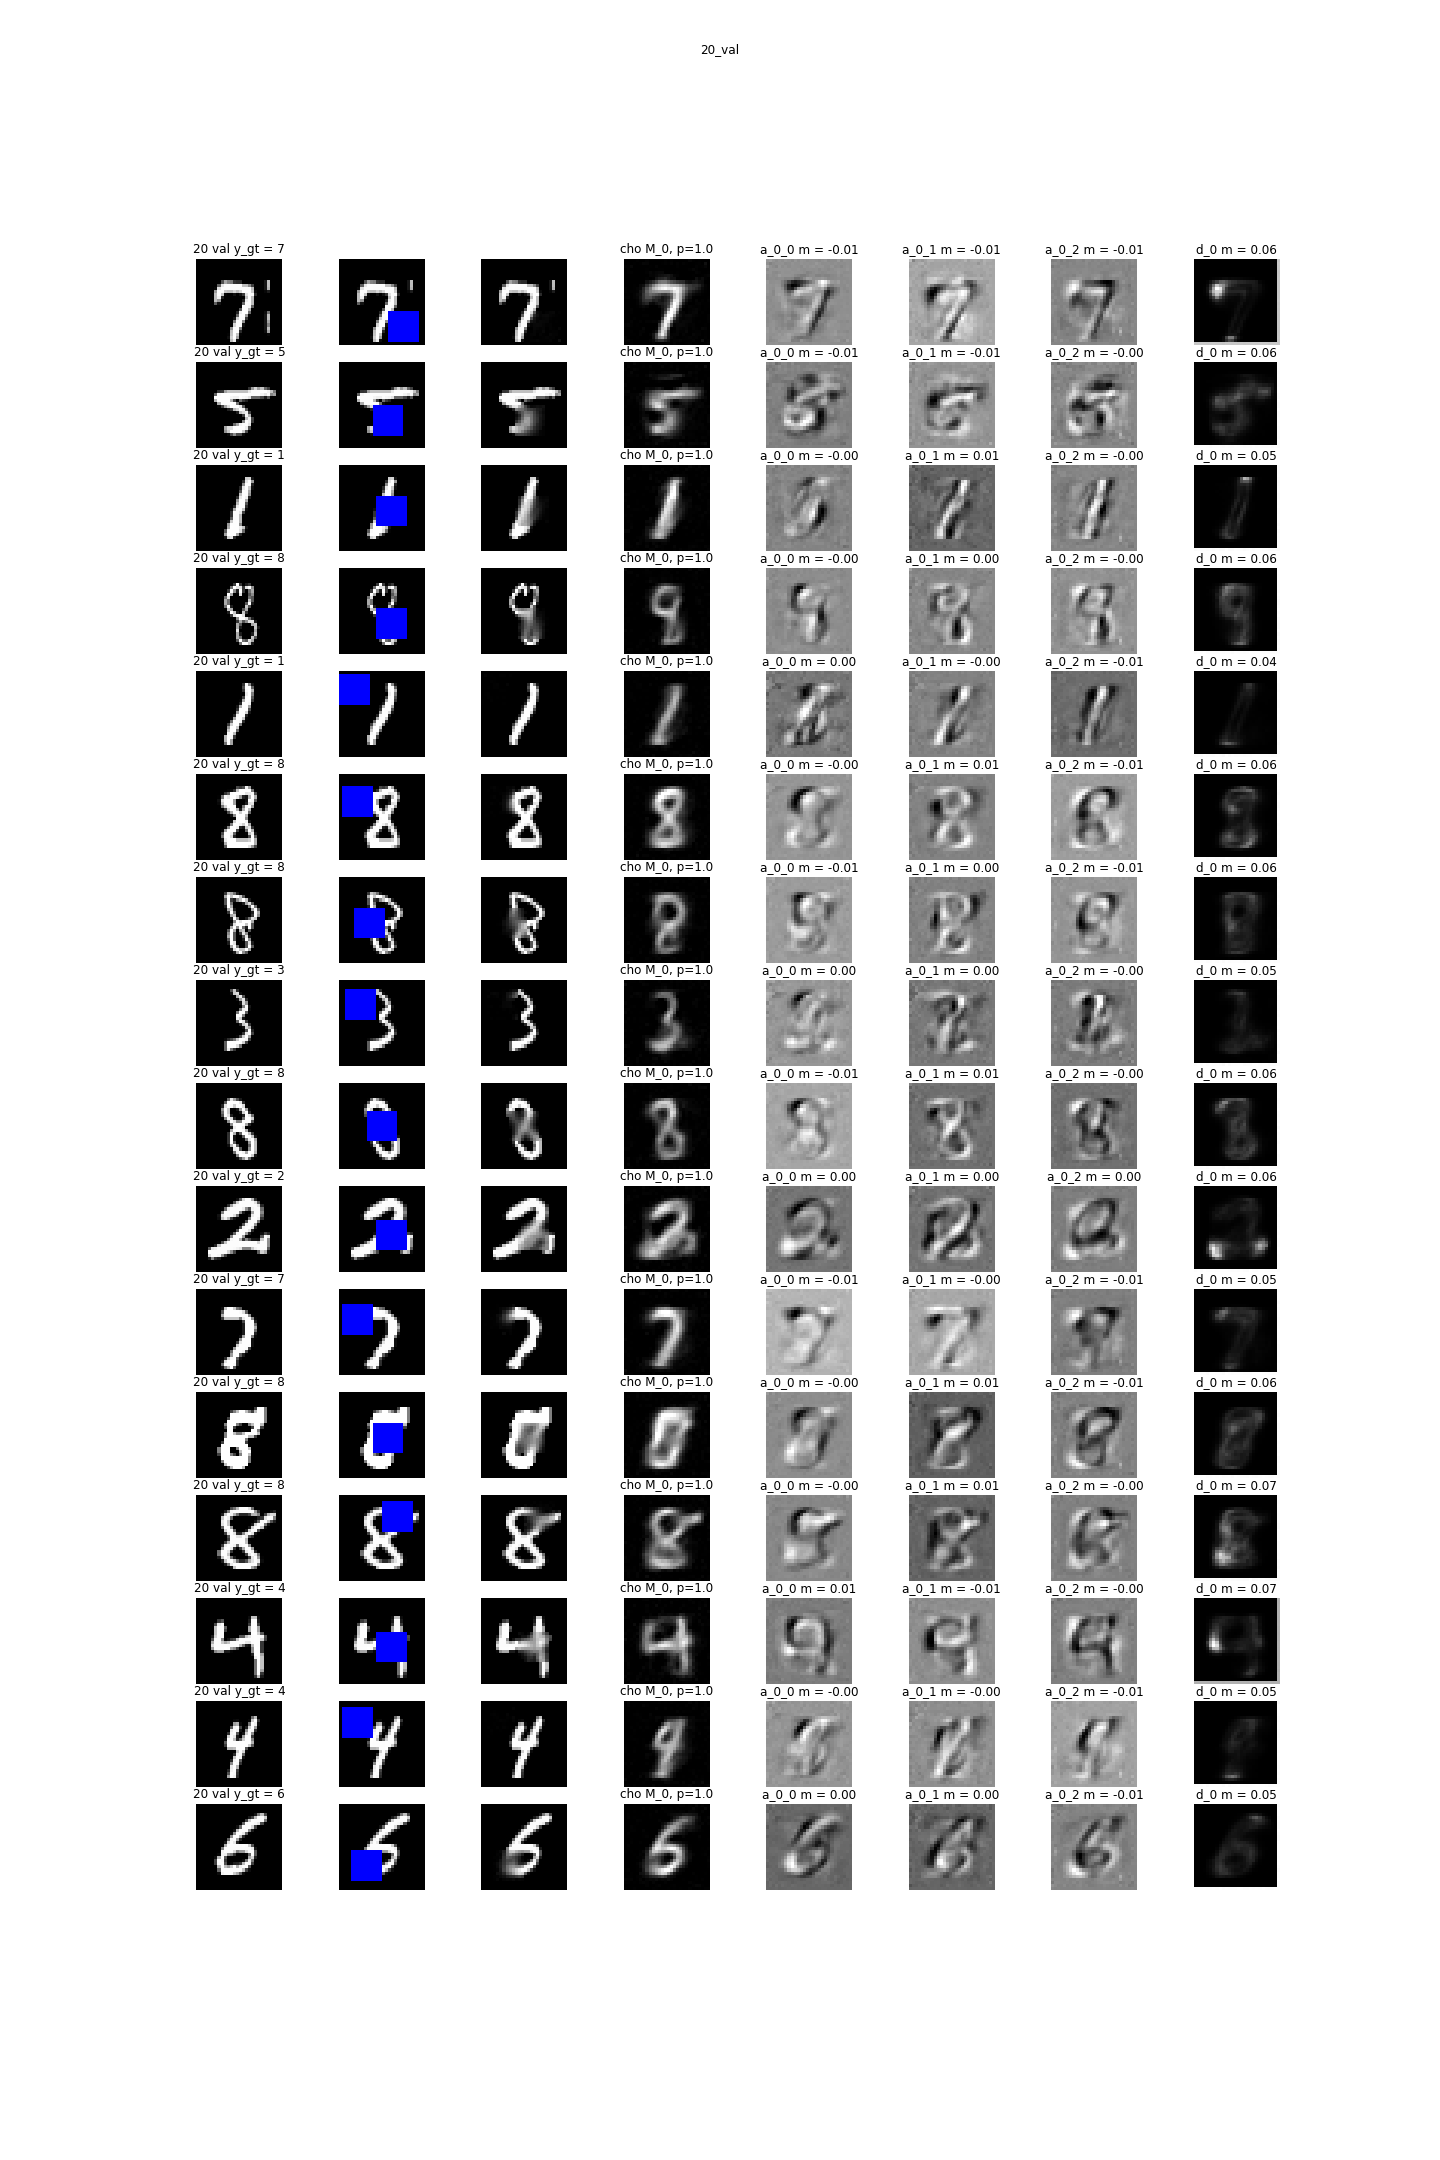 20_val
20 val y_gt = 7 cho M_0, p=1.0 a_0_0 m = -0.01 a_0_1 m = -0.01 a_0_2 m = -0.01 d_0 m = 0.06
20 val y_gt = 5 cho M_0, p=1.0 a_0_0 m = -0.01 a_0_1 m = -0.01 a_0_2 m = -0.00 d_0 m = 0.06
20 val y_gt = 1 cho M_0, p=1.0 a_0_0 m = -0.00 a_0_1 m = 0.01 a_0_2 m = -0.00 d_0 m = 0.05
20 val y_gt = 8 cho M_0, p=1.0 a_0_0 m = -0.00 a_0_1 m = 0.00 a_0_2 m = -0.00 d_0 m = 0.06
20 val y_gt = 1 cho M_0, p=1.0 a_0_0 m = 0.00 a_0_1 m = -0.00 a_0_2 m = -0.01 d_0 m = 0.04
20 val y_gt = 8 cho M_0, p=1.0 a_0_0 m = -0.00 a_0_1 m = 0.01 a_0_2 m = -0.01 d_0 m = 0.06
20 val y_gt = 8 cho M_0, p=1.0 a_0_0 m = -0.01 a_0_1 m = 0.00 a_0_2 m = -0.01 d_0 m = 0.06
20 val y_gt = 3 cho M_0, p=1.0 a_0_0 m = 0.00 a_0_1 m = 0.00 a_0_2 m = -0.00 d_0 m = 0.05
20 val y_gt = 8 cho M_0, p=1.0 a_0_0 m = -0.01 a_0_1 m = 0.01 a_0_2 m = -0.00 d_0 m = 0.06
20 val y_gt = 2 cho M_0, p=1.0 a_0_0 m = 0.00 a_0_1 m = 0.00 a_0_2 m = 0.00 d_0 m = 0.06
20 val y_gt = 7 cho M_0, p=1.0 a_0_0 m = -0.01 a_0_1 m = -0.00 a_0_2 m = -0.01 d_0 m = 0.05
20 val y_gt = 8 cho M_0, p=1.0 a_0_0 m = -0.00 a_0_1 m = 0.01 a_0_2 m = -0.01 d_0 m = 0.06
20 val y_gt = 8 cho M_0, p=1.0 a_0_0 m = -0.00 a_0_1 m = 0.01 a_0_2 m = -0.00 d_0 m = 0.07
20 val y_gt = 4 cho M_0, p=1.0 a_0_0 m = 0.01 a_0_1 m = -0.01 a_0_2 m = -0.00 d_0 m = 0.07
20 val y_gt = 4 cho M_0, p=1.0 a_0_0 m = -0.00 a_0_1 m = -0.00 a_0_2 m = -0.01 d_0 m = 0.05
20 val y_gt = 6 cho M_0, p=1.0 a_0_0 m = 0.00 a_0_1 m = 0.00 a_0_2 m = -0.01 d_0 m = 0.05